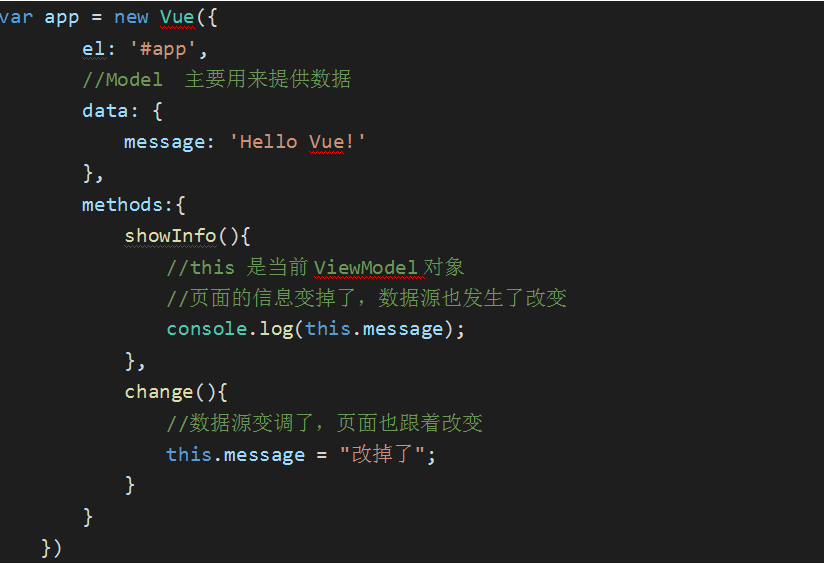 var app = new Vue({
el: '#app',
//Model  主要用来提供数据
data: {
message: 'Hello Vue!'
},
methods:{
showInfo(){
//this 是当前 ViewModel 对象
//页面的信息变掉了，数据源也发生了改变
console.log(this.message);
},
change(){
//数据源变调了，页面也跟着改变
this.message = "改掉了";
}
}
})